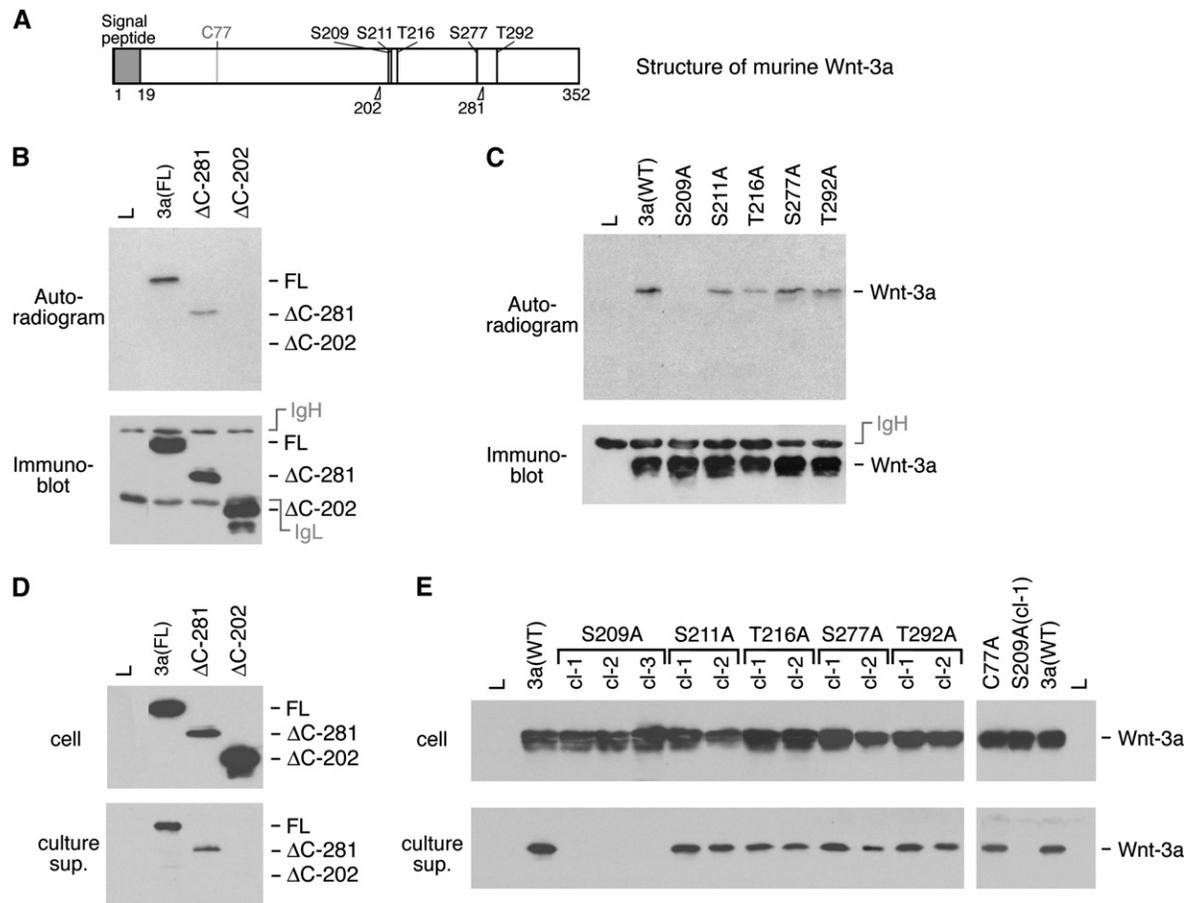 A
Signal
peptide
C77
S209 S211 T216 S277 T292
1 19 202 281 352
Structure of murine Wnt-3a
B
L
3a(FL)
ΔC-281
ΔC-202
Auto-
radiogram
– FL
– ΔC-281
– ΔC-202
IgH
Immuno-
blot
– FL
– ΔC-281
– ΔC-202
IgL
C
L
3a(WT)
S209A
S211A
T216A
S277A
T292A
Auto-
radiogram
– Wnt-3a
IgH
Immuno-
blot
– Wnt-3a
D
L
3a(FL)
ΔC-281
ΔC-202
cell
– FL
– ΔC-281
– ΔC-202
culture
sup.
– FL
– ΔC-281
– ΔC-202
E
S209A S211A T216A S277A T292A
L
3a(WT)
cl-1
cl-2
cl-3
cl-1
cl-2
cl-1
cl-2
cl-1
cl-2
cl-1
cl-2
C77A
S209A(cl-1)
3a(WT)
L
cell
– Wnt-3a
culture
sup.
– Wnt-3a